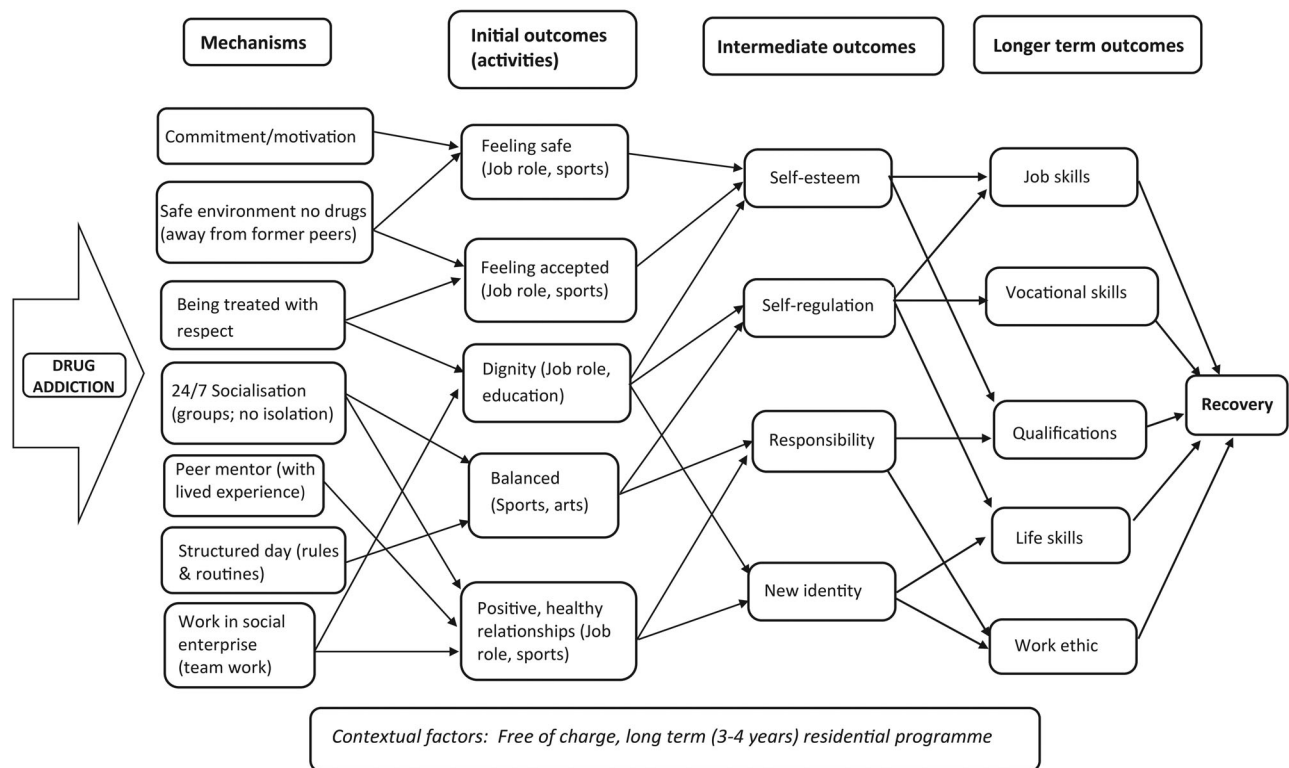 Mechanisms
Initial outcomes
(activities)
Intermediate outcomes
Longer term outcomes
DRUG
ADDICTION
Commitment/motivation
Safe environment no drugs
(away from former peers)
Being treated with
respect
24/7 Socialisation
(groups; no isolation)
Peer mentor (with
lived experience)
Structured day (rules
& routines)
Work in social
enterprise
(team work)
Feeling safe
(Job role, sports)
Feeling accepted
(Job role, sports)
Dignity (Job role,
education)
Balanced
(Sports, arts)
Positive, healthy
relationships (Job
role, sports)
Self-esteem
Self-regulation
Responsibility
New identity
Job skills
Vocational skills
Qualifications
Life skills
Work ethic
Recovery
Contextual factors: Free of charge, long term (3-4 years) residential programme